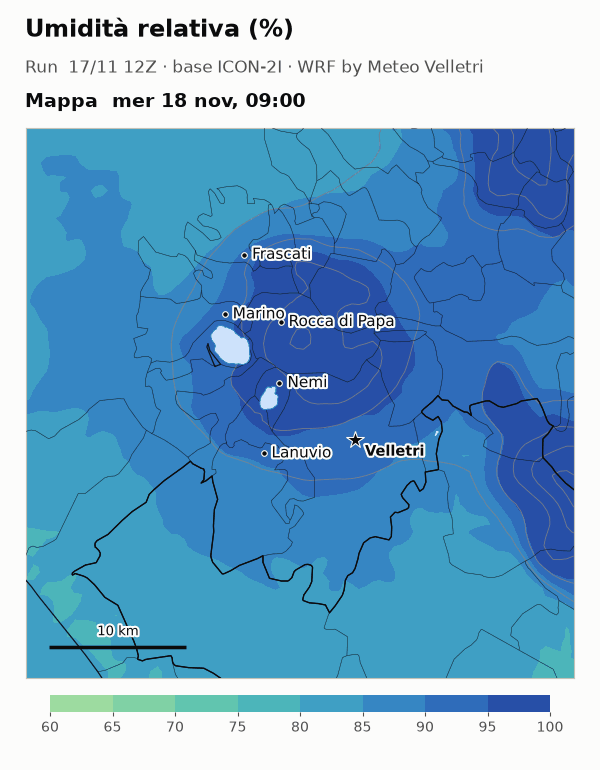 Umidità relativa (%)
Run  17/11 12Z · base ICON-2I · WRF by Meteo Velletri
Mappa  mer 18 nov, 09:00
Frascati
Marino
Rocca di Papa
Nemi
Lanuvio
Velletri
10 km
60 65 70 75 80 85 90 95 100